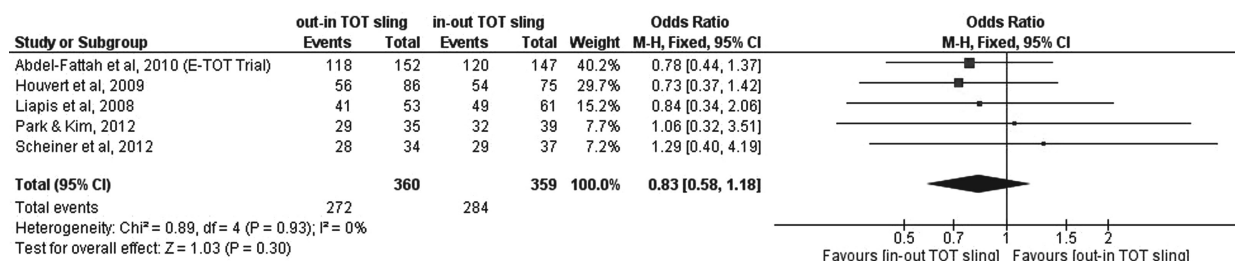 out-in TOT sling in-out TOT sling Odds Ratio Odds Ratio
Study or Subgroup Events Total Events Total Weight M-H, Fixed, 95% CI M-H, Fixed, 95% CI
Abdel-Fattah et al, 2010 (E-TOT Trial) 118 152 120 147 40.2% 0.78 [0.44, 1.37]
Houvert et al, 2009 56 86 54 75 29.7% 0.73 [0.37, 1.42]
Liapis et al, 2008 41 53 49 61 15.2% 0.84 [0.34, 2.06]
Park & Kim, 2012 29 35 32 39 7.7% 1.06 [0.32, 3.51]
Scheiner et al, 2012 28 34 29 37 7.2% 1.29 [0.40, 4.19]
Total (95% CI) 360 359 100.0% 0.83 [0.58, 1.18]
Total events 272 284
Heterogeneity: Chi² = 0.89, df = 4 (P = 0.93); I² = 0%
Test for overall effect: Z = 1.03 (P = 0.30)
0.5 0.7 1 1.5 2
Favours [in-out TOT sling] Favours [out-in TOT sling]